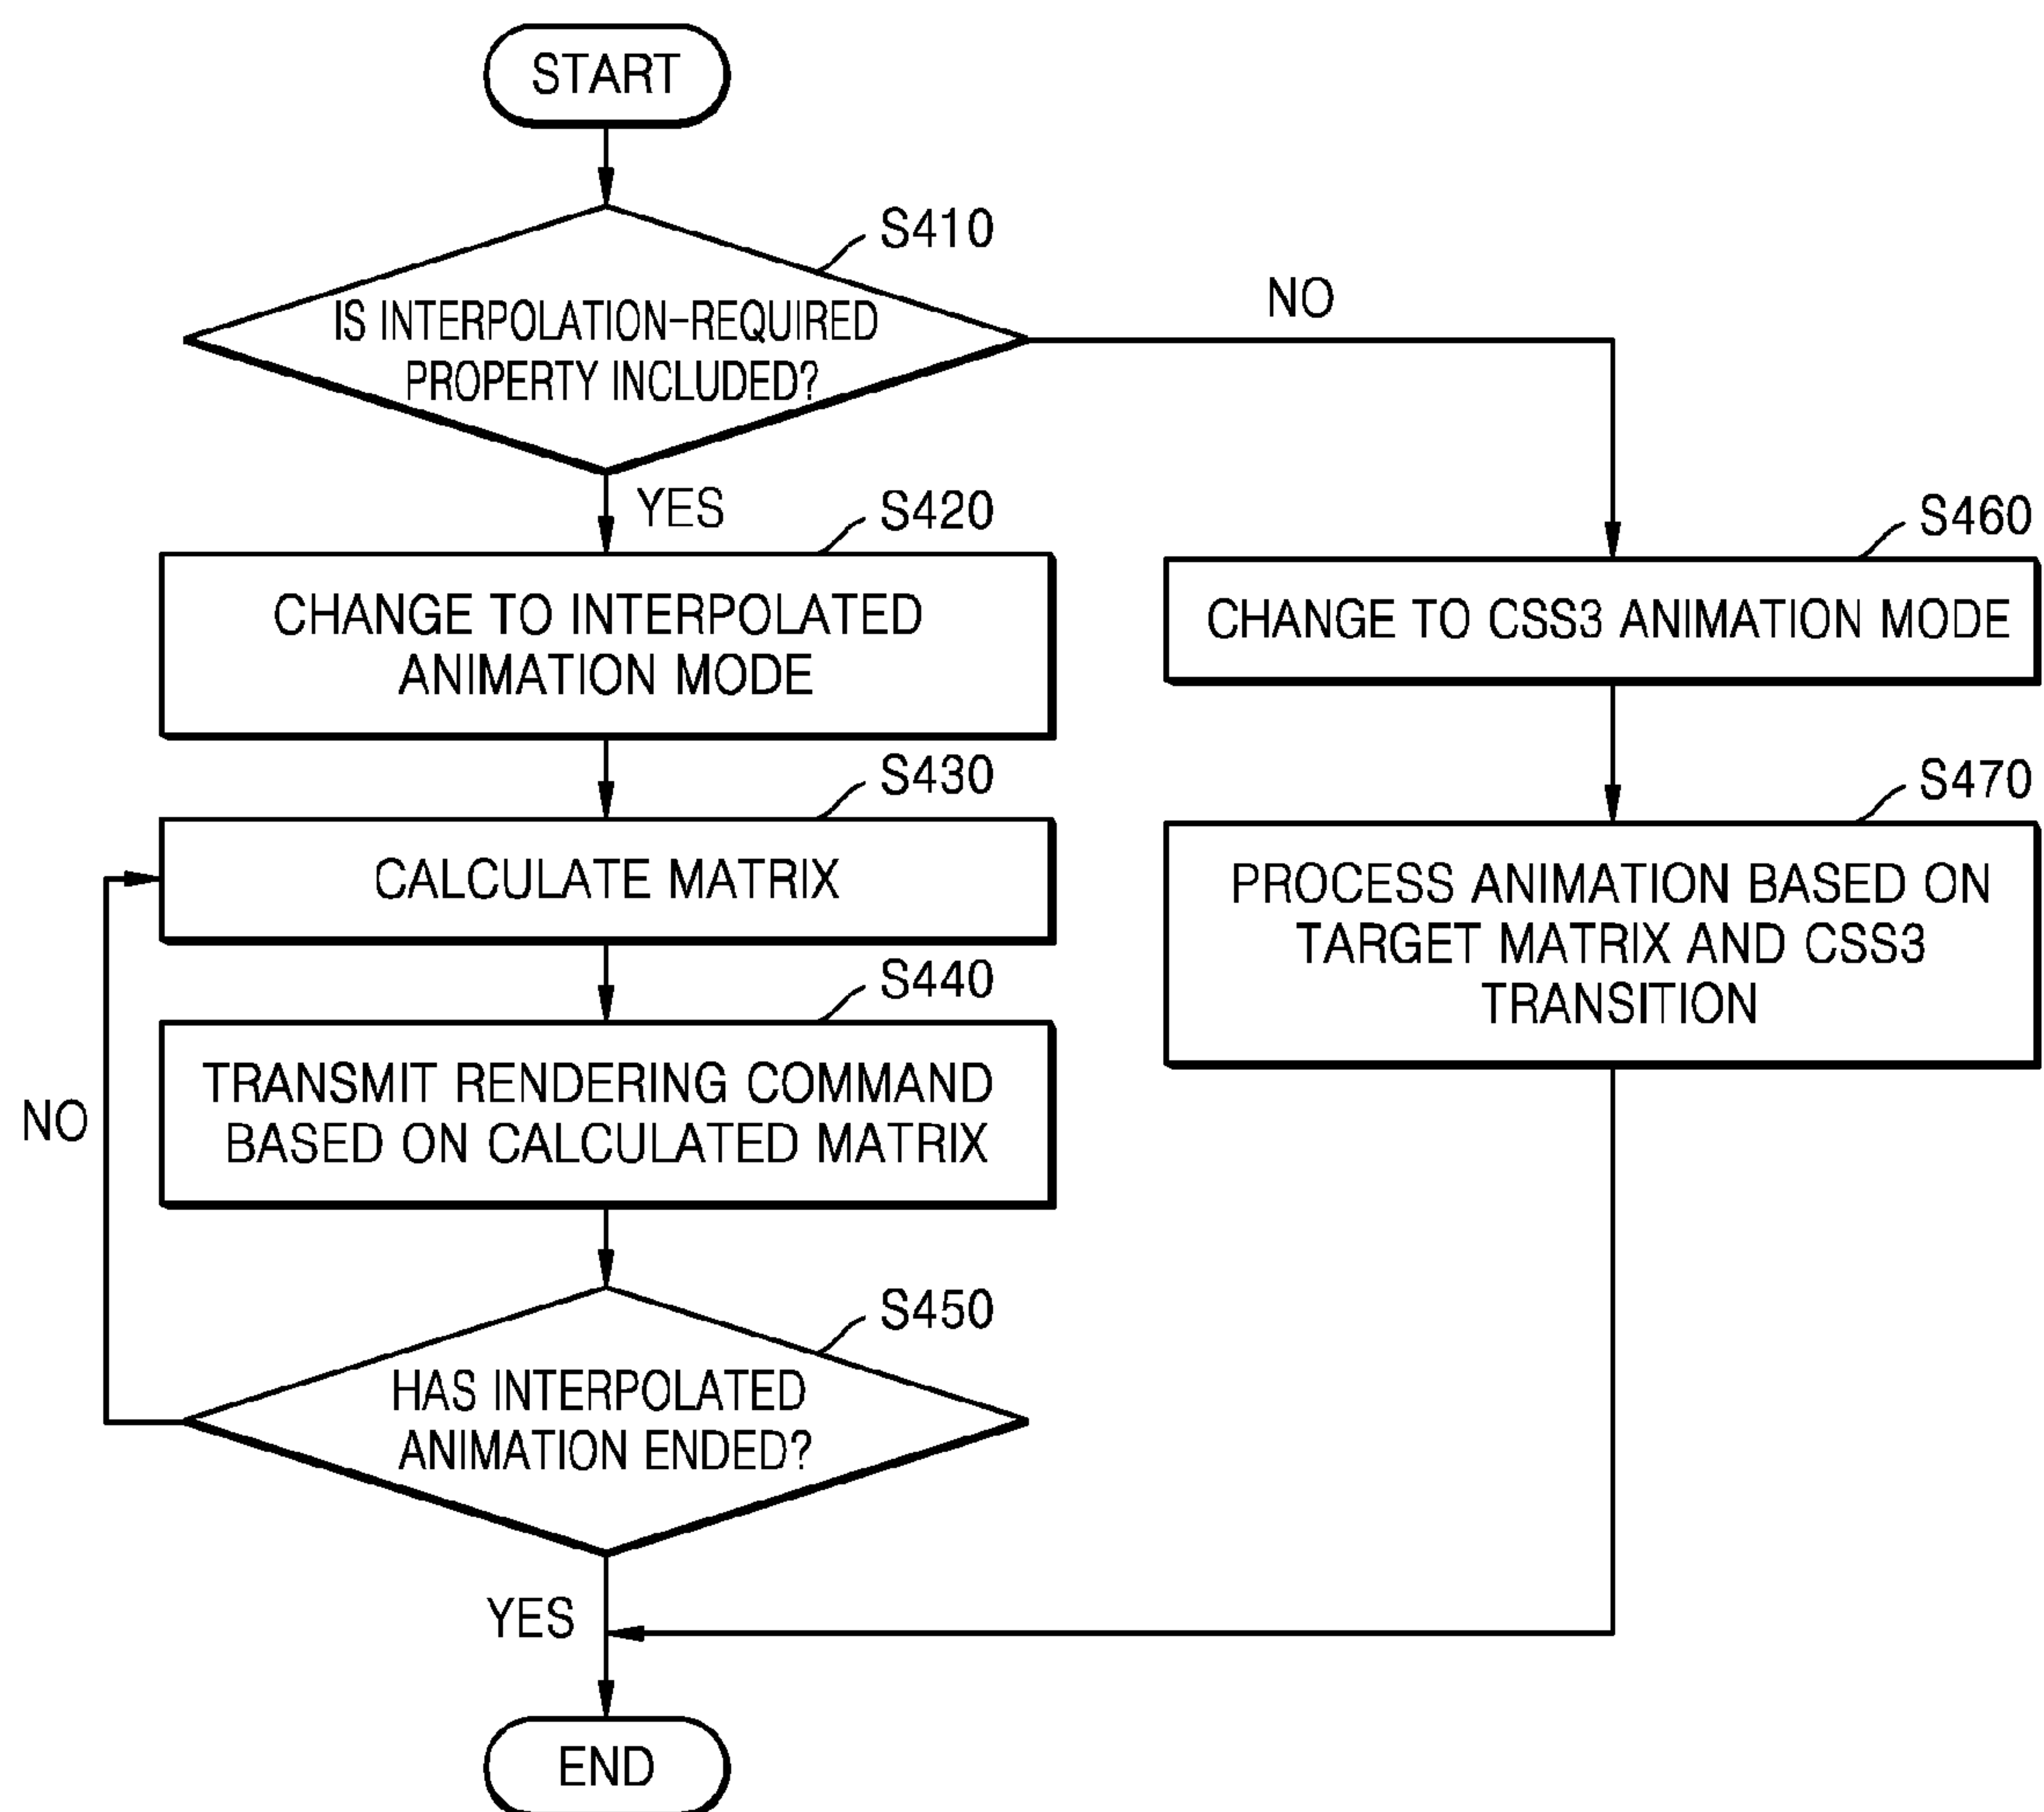 START
S410
IS INTERPOLATION-REQUIRED
PROPERTY INCLUDED?
NO
YES
S420
CHANGE TO INTERPOLATED
ANIMATION MODE
S460
CHANGE TO CSS3 ANIMATION MODE
S430
CALCULATE MATRIX
S470
PROCESS ANIMATION BASED ON
TARGET MATRIX AND CSS3
TRANSITION
S440
TRANSMIT RENDERING COMMAND
BASED ON CALCULATED MATRIX
NO
S450
HAS INTERPOLATED
ANIMATION ENDED?
YES
END